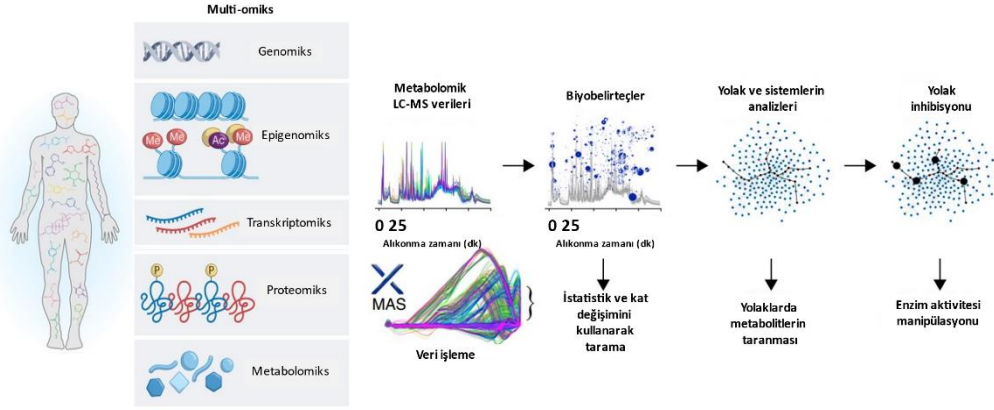 Multi-omiks
Genomiks
Me
Me
Ac
Me
Epigenomiks
Transkriptomiks
P
P
Proteomiks
Metabolomiks
Metabolomik
LC-MS verileri
0 25
Alıkonma zamanı (dk)
MAS
Veri işleme
Biyobelirteçler
0 25
Alıkonma zamanı (dk)
İstatistik ve kat
değişimini
kullanarak
tarama
Yolak ve sistemlerin
analizleri
Yolaklarda
metabolitlerin
taranması
Yolak
inhibisyonu
Enzim aktivitesi
manipülasyonu